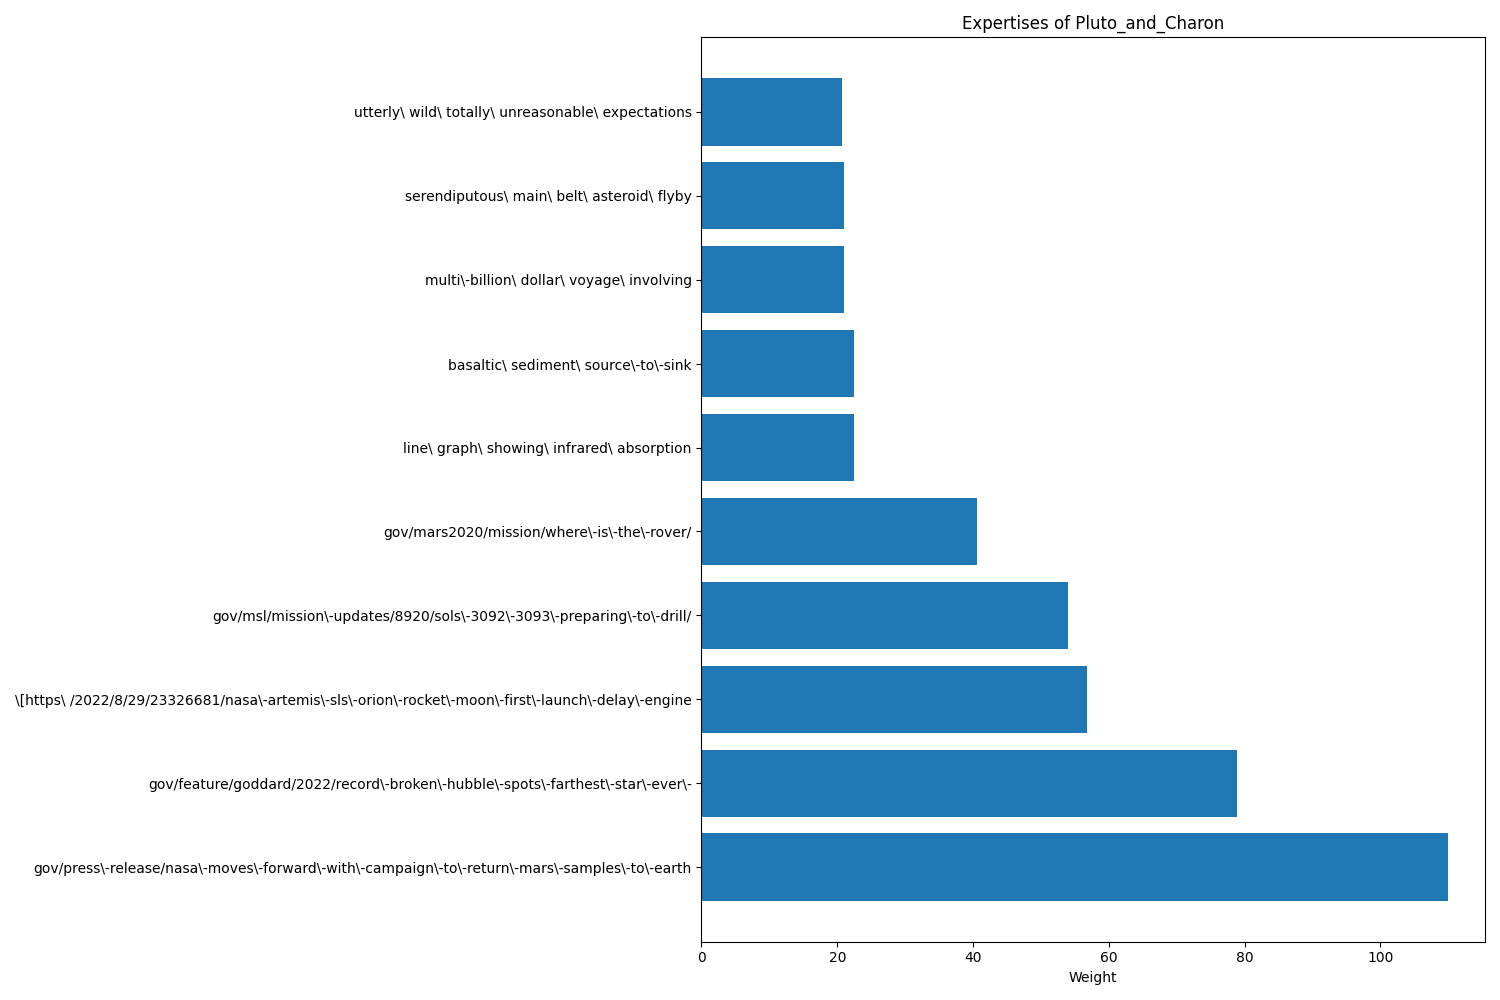 Expertises of Pluto_and_Charon
utterly\ wild\ totally\ unreasonable\ expectations
serendiputous\ main\ belt\ asteroid\ flyby
multi\-billion\ dollar\ voyage\ involving
basaltic\ sediment\ source\-to\-sink
line\ graph\ showing\ infrared\ absorption
gov/mars2020/mission/where\-is\-the\-rover/
gov/msl/mission\-updates/8920/sols\-3092\-3093\-preparing\-to\-drill/
\[https\ /2022/8/29/23326681/nasa\-artemis\-sls\-orion\-rocket\-moon\-first\-launch\-delay\-engine
gov/feature/goddard/2022/record\-broken\-hubble\-spots\-farthest\-star\-ever\-
gov/press\-release/nasa\-moves\-forward\-with\-campaign\-to\-return\-mars\-samples\-to\-earth
0 20 40 60 80 100
Weight